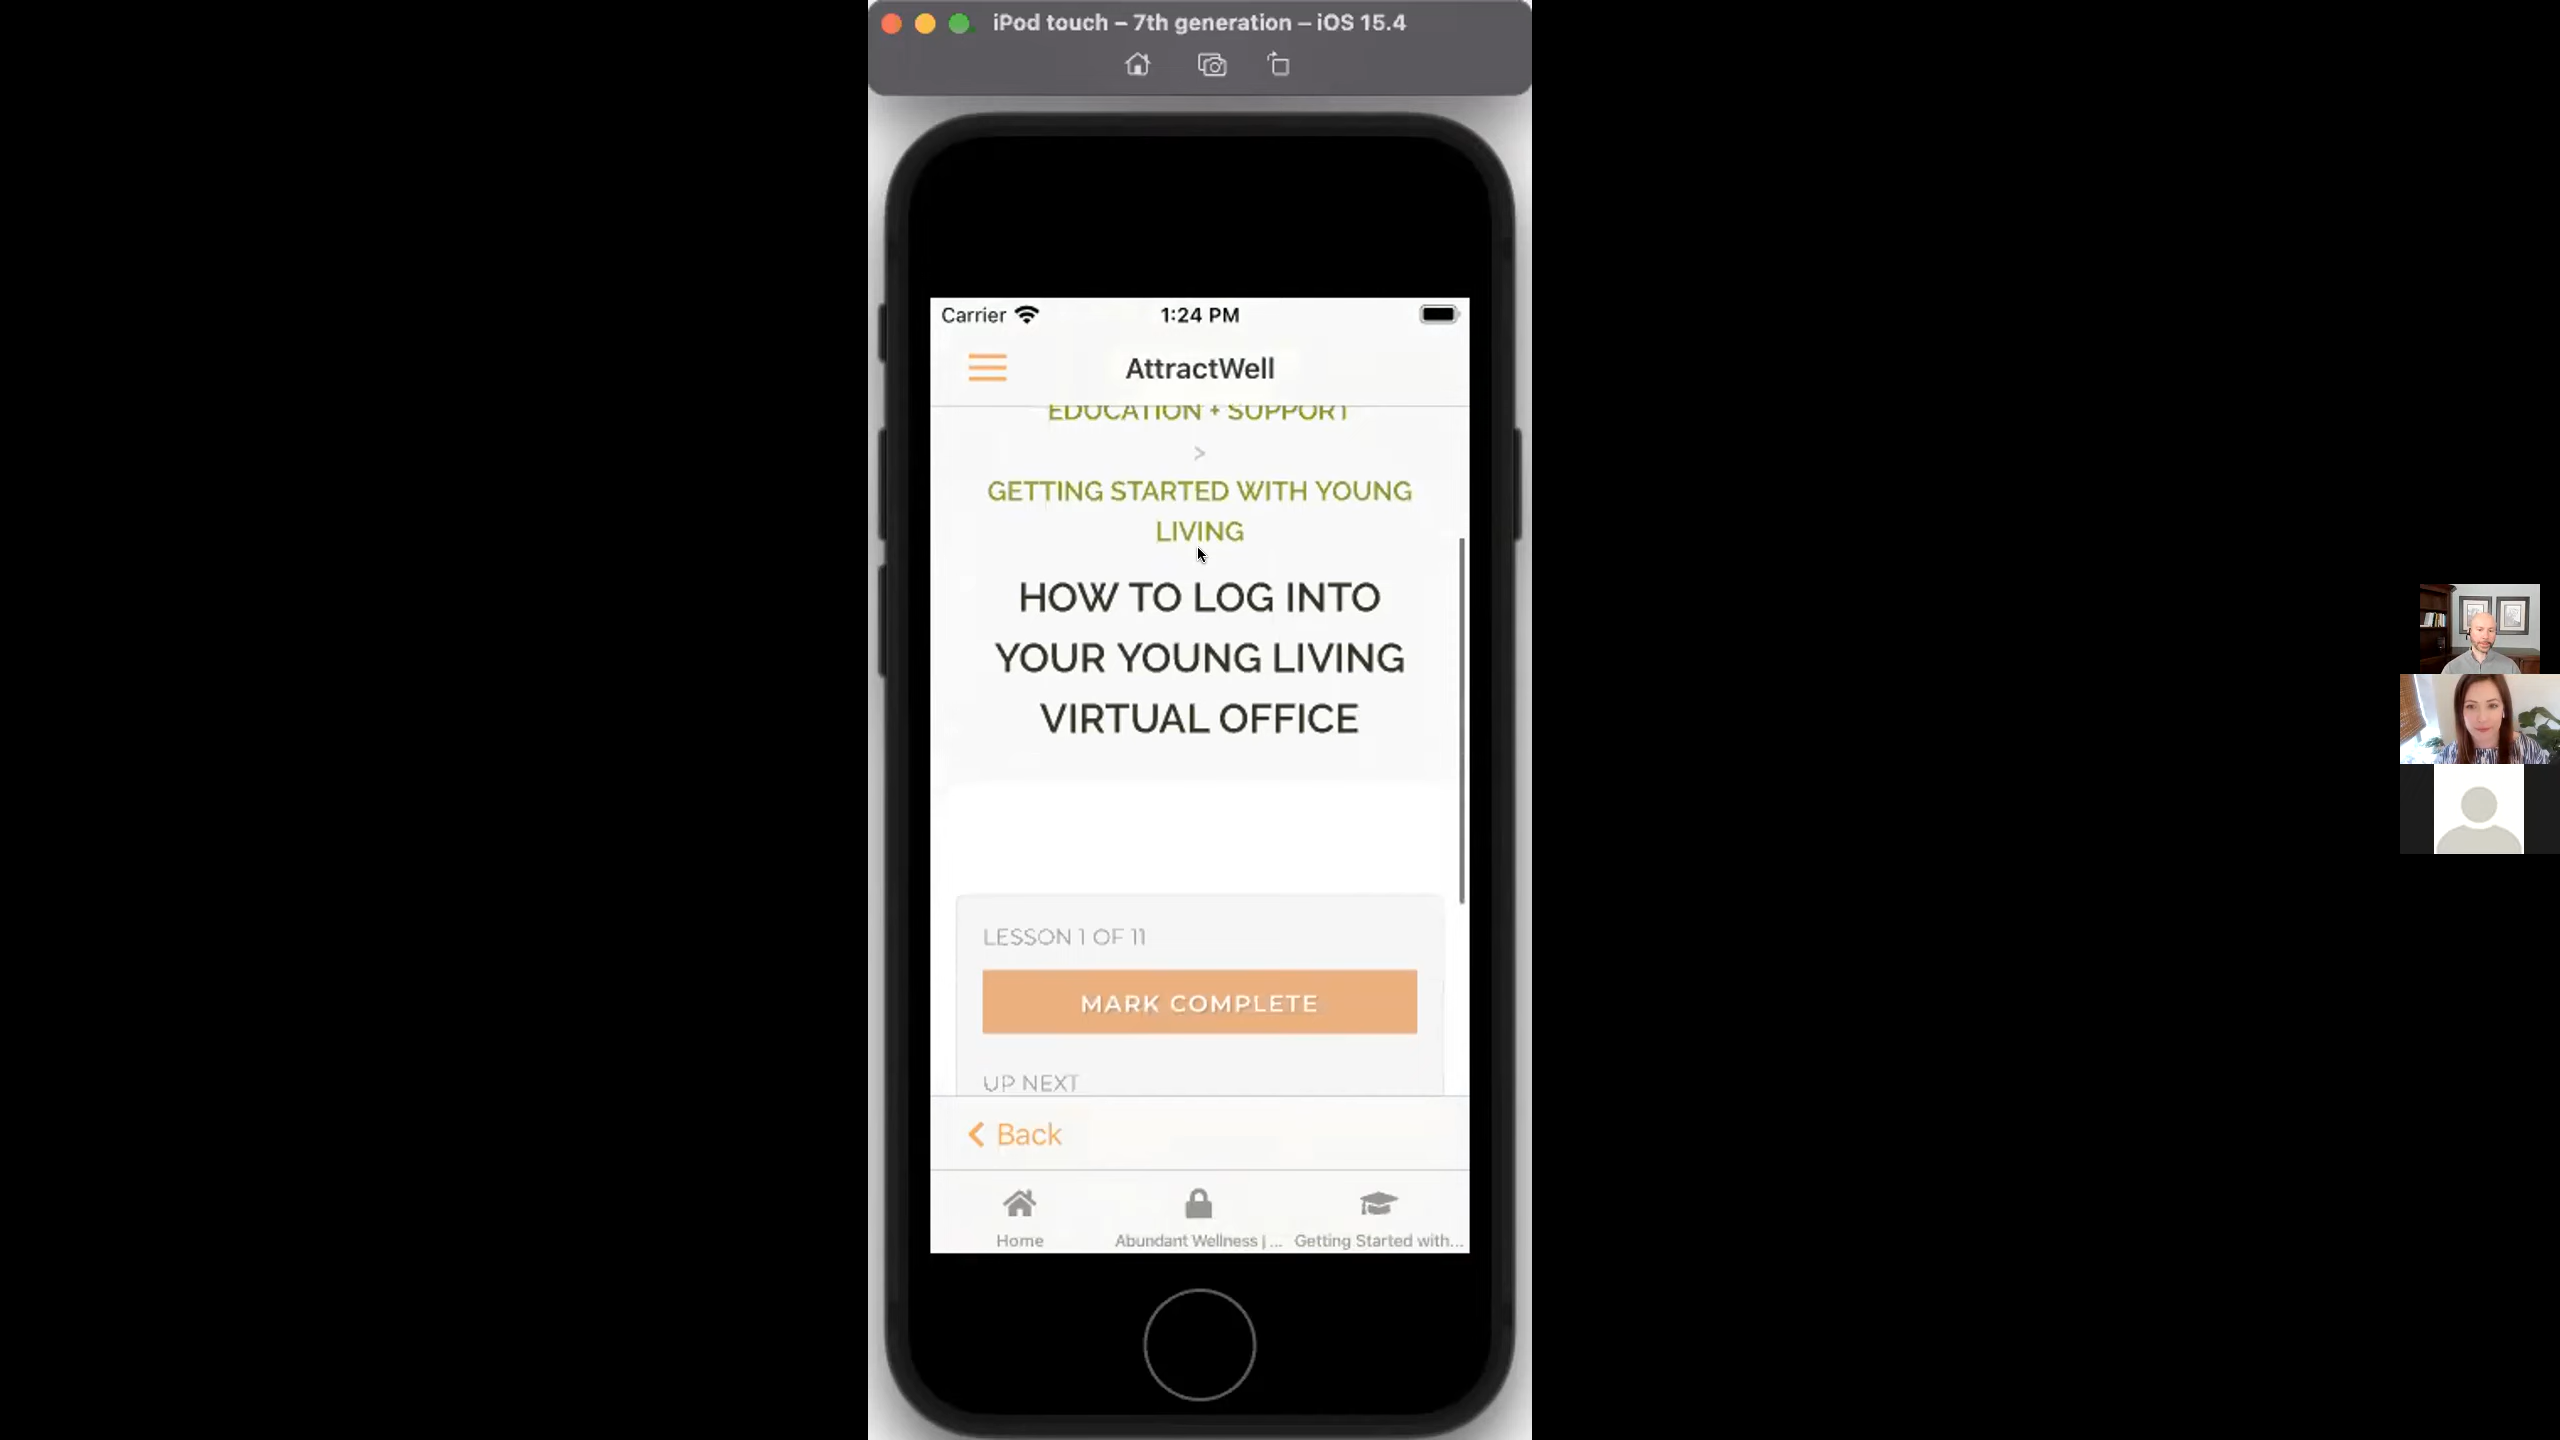 iPod touch – 7th generation – iOS 15.4
Carrier
1:24 PM
AttractWell
EDUCATION + SUPPORT
>
GETTING STARTED WITH YOUNG
LIVING
HOW TO LOG INTO
YOUR YOUNG LIVING
VIRTUAL OFFICE
LESSON 1 OF 11
MARK COMPLETE
UP NEXT
Back
Home
Abundant Wellness | ...
Getting Started with...